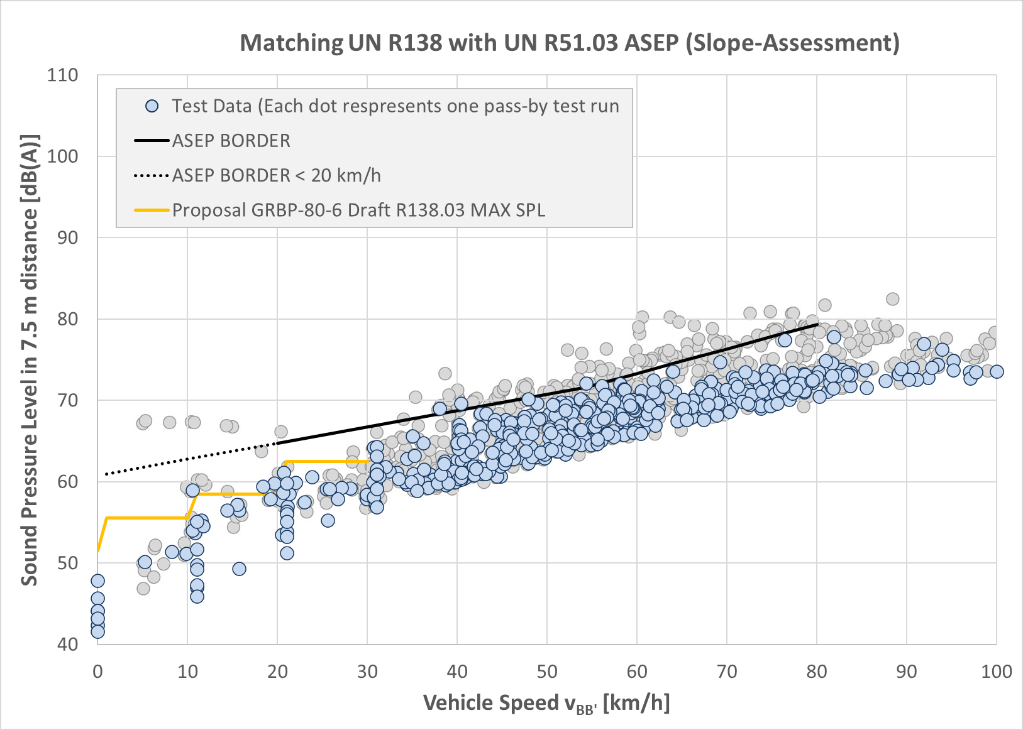 Matching UN R138 with UN R51.03 ASEP (Slope-Assessment)
110
100
90
80
70
60
50
40
Sound Pressure Level in 7.5 m distance [dB(A)]
Test Data (Each dot respresents one pass-by test run
ASEP BORDER
ASEP BORDER < 20 km/h
Proposal GRBP-80-6 Draft R138.03 MAX SPL
0 10 20 30 40 50 60 70 80 90 100
Vehicle Speed vBB' [km/h]